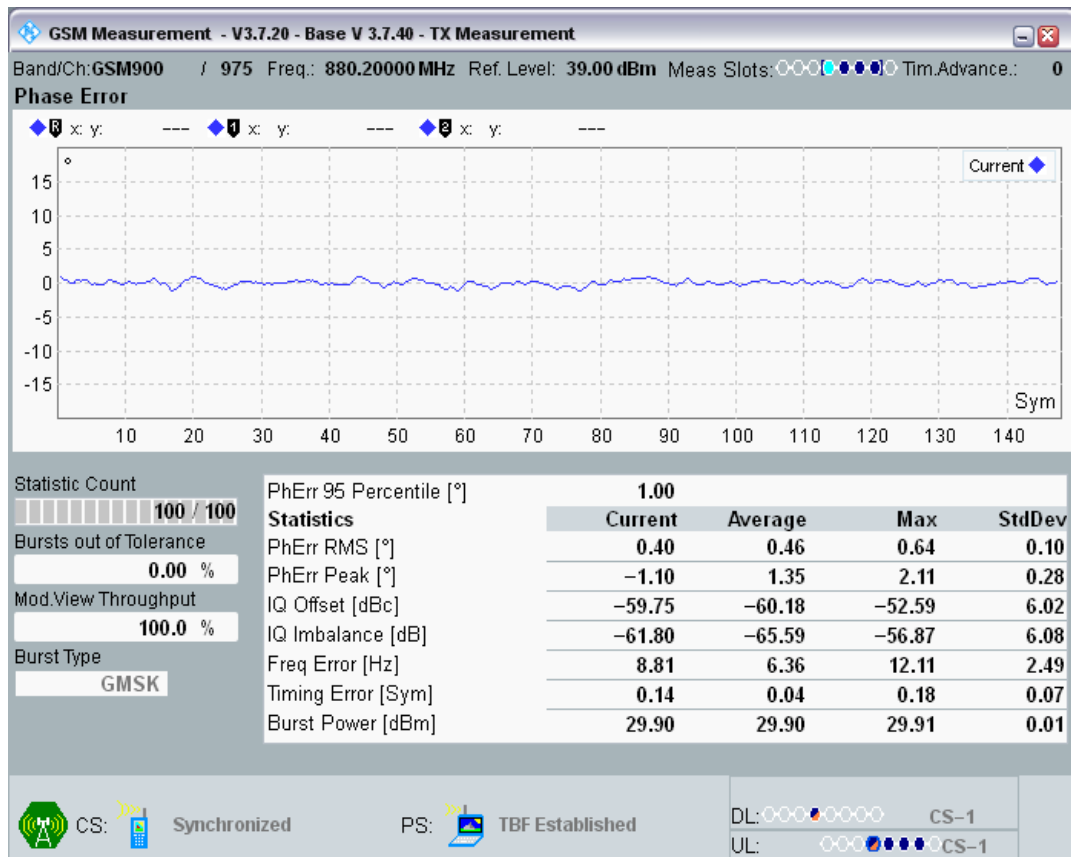 GSM Measurement - V3.7.20 - Base V 3.7.40 - TX Measurement
Band/Ch:GSM900 / 975 Freq.: 880.20000 MHz Ref. Level: 39.00 dBm Meas Slots: Tim.Advance.: 0
Phase Error
R x: y: --- 1 x: y: --- 2 x: y: ---
°
Current
15
10
5
0
-5
-10
-15
Sym
10 20 30 40 50 60 70 80 90 100 110 120 130 140
Statistic Count
100 / 100
Bursts out of Tolerance
0.00 %
Mod.View Throughput
100.0 %
Burst Type
GMSK
PhErr 95 Percentile [°] 1.00
Statistics Current Average Max StdDev
PhErr RMS [°] 0.40 0.46 0.64 0.10
PhErr Peak [°] −1.10 1.35 2.11 0.28
IQ Offset [dBc] −59.75 −60.18 −52.59 6.02
IQ Imbalance [dB] −61.80 −65.59 −56.87 6.08
Freq Error [Hz] 8.81 6.36 12.11 2.49
Timing Error [Sym] 0.14 0.04 0.18 0.07
Burst Power [dBm] 29.90 29.90 29.91 0.01
CS: Synchronized PS: TBF Established
DL: CS−1
UL: CS−1